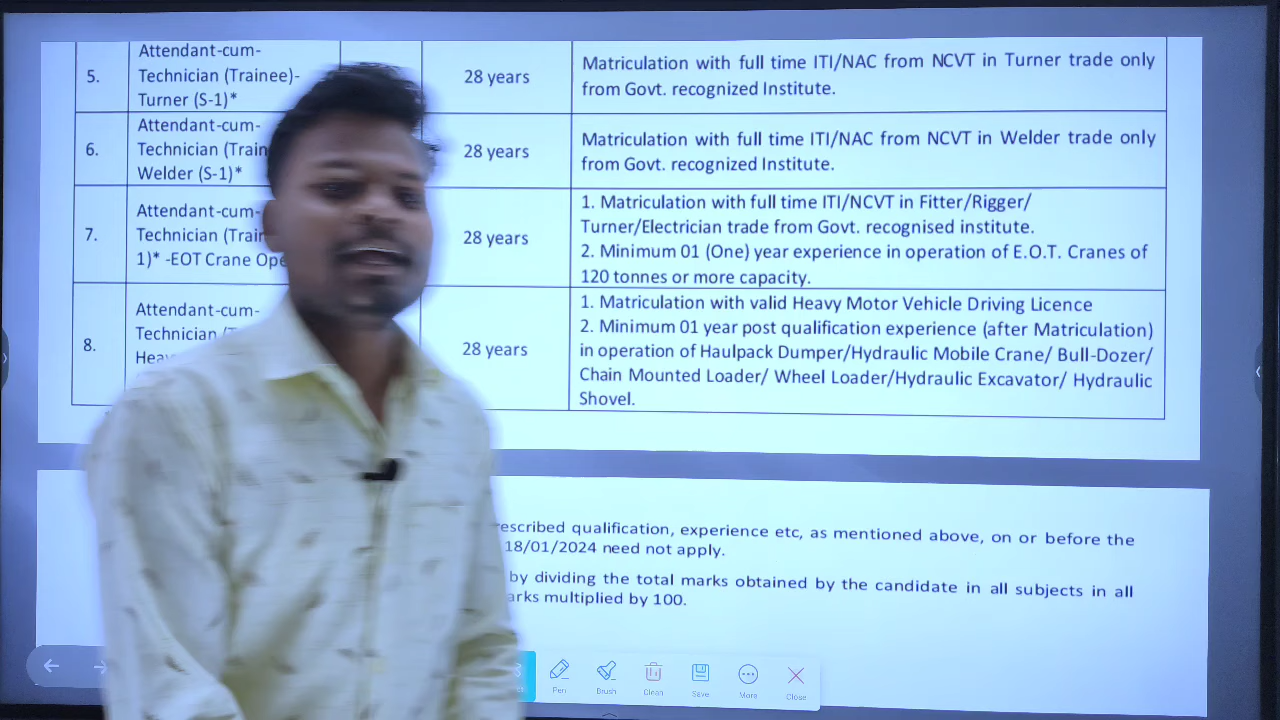 5.
Attendant-cum-
Technician (Trainee)-
Turner (S-1)*
28 years
Matriculation with full time ITI/NAC from NCVT in Turner trade only
from Govt. recognized Institute.
6.
Attendant-cum-
Technician (Train
Welder (S-1)*
28 years
Matriculation with full time ITI/NAC from NCVT in Welder trade only
from Govt. recognized Institute.
7.
Attendant-cum-
Technician (Train
1)* -EOT Crane Ope
28 years
1. Matriculation with full time ITI/NCVT in Fitter/Rigger/
Turner/Electrician trade from Govt. recognised institute.
2. Minimum 01 (One) year experience in operation of E.O.T. Cranes of
120 tonnes or more capacity.
8.
Attendant-cum-
Technician
Heav
28 years
1. Matriculation with valid Heavy Motor Vehicle Driving Licence
2. Minimum 01 year post qualification experience (after Matriculation)
in operation of Haulpack Dumper/Hydraulic Mobile Crane/ Bull-Dozer/
Chain Mounted Loader/ Wheel Loader/Hydraulic Excavator/ Hydraulic
Shovel.
rescribed qualification, experience etc, as mentioned above, on or before the
18/01/2024 need not apply.
by dividing the total marks obtained by the candidate in all subjects in all
arks multiplied by 100.
Pen Brush Clean Save More Close